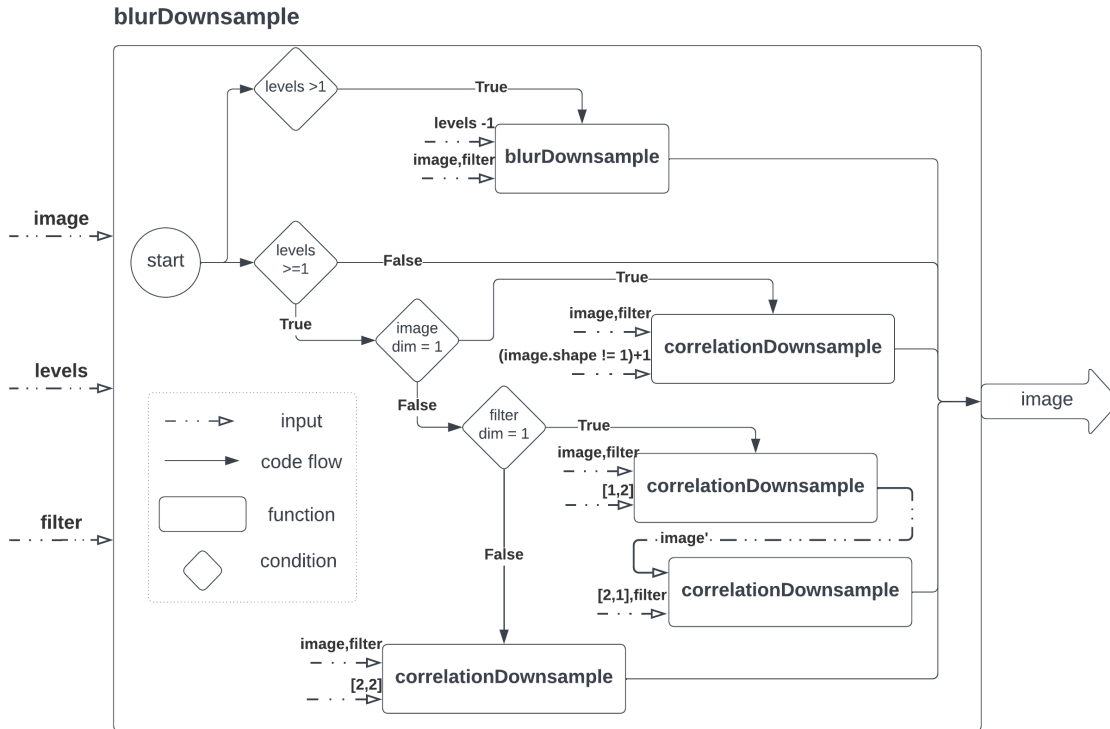 blurDownsample
levels >1
True
levels -1
image,filter
blurDownsample
image
start
levels
>=1
False
True
True
image
dim = 1
image,filter
(image.shape != 1)+1
correlationDownsample
image
levels
False
filter
dim = 1
True
image,filter
[1,2]
correlationDownsample
input
code flow
function
condition
filter
False
image'
[2,1],filter
correlationDownsample
image,filter
[2,2]
correlationDownsample